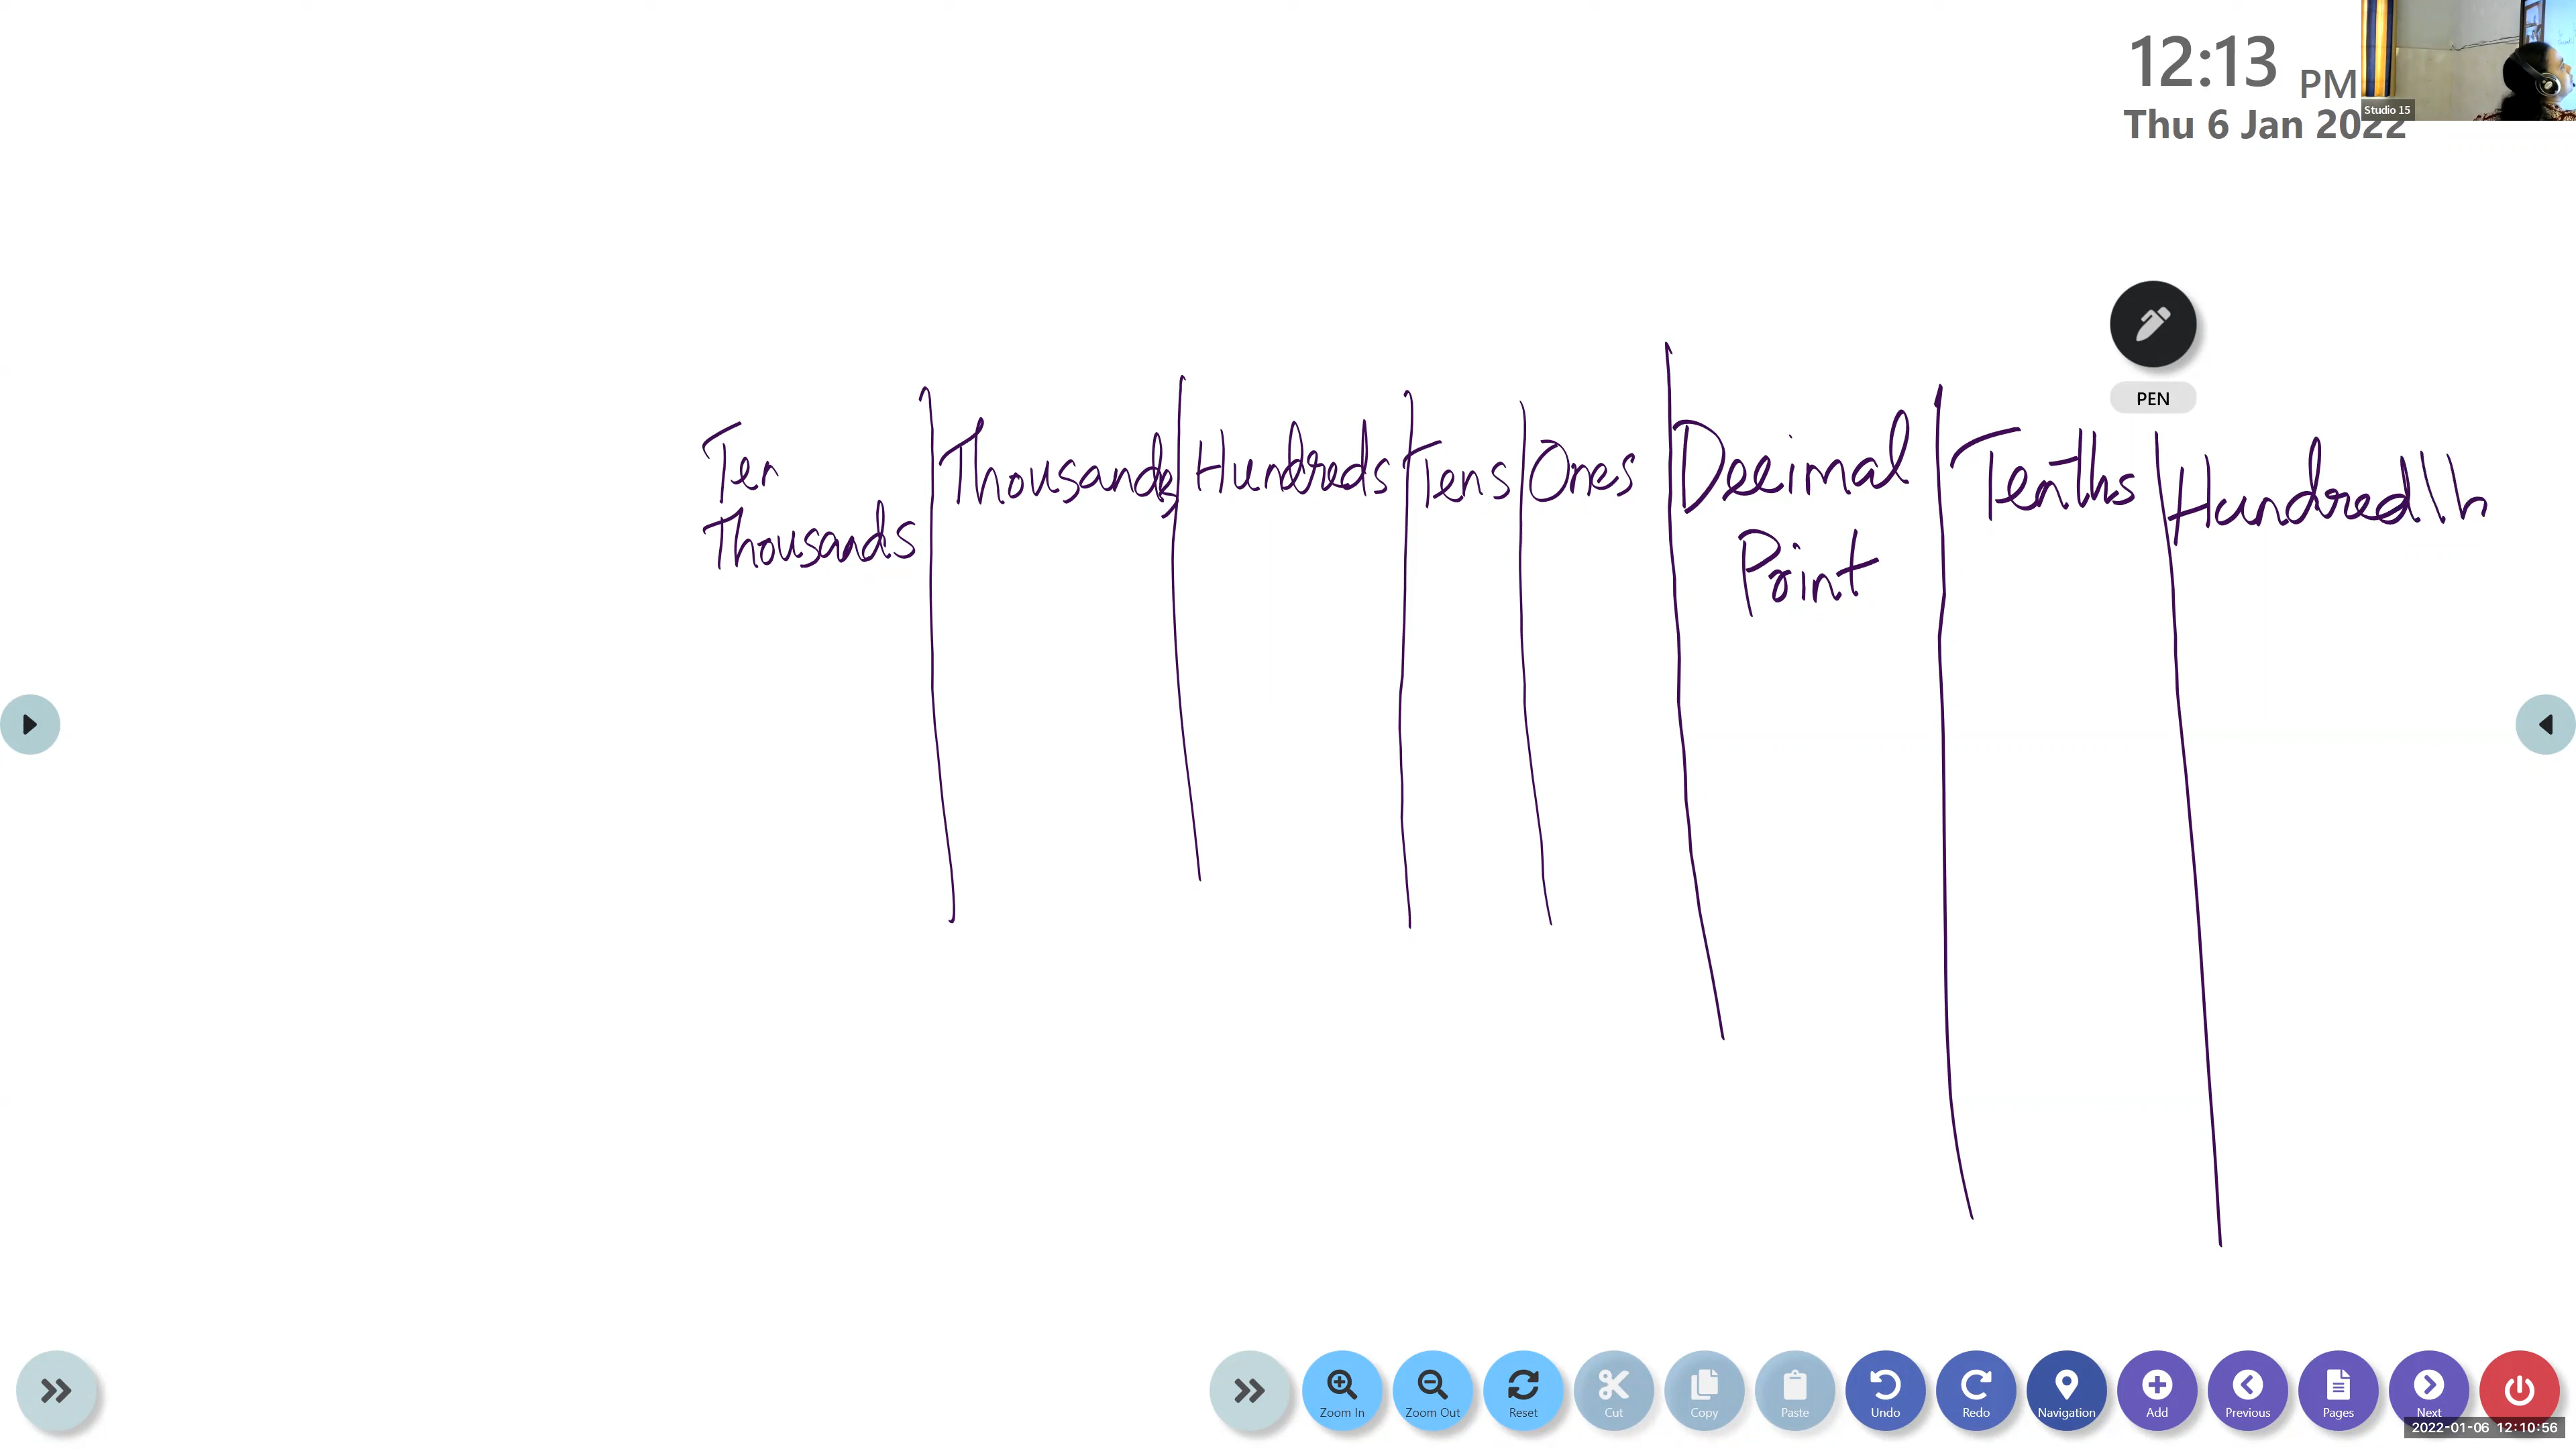 12:13 PM
Studio 15
Thu 6 Jan 2022
PEN
Ten Thousands
Thousands
Hundreds
Tens
Ones
Decimal Point
Tenths
Hundredth
Zoom In
Zoom Out
Reset
Cut
Copy
Paste
Undo
Redo
Navigation
Add
Previous
Pages
Next
2022-01-06 12:10:56